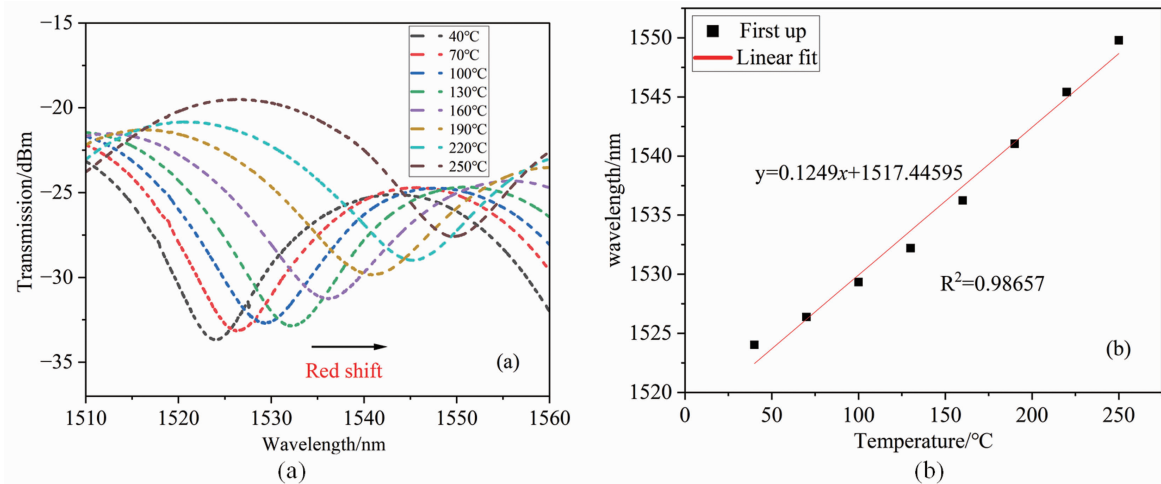 (a)
−15
−20
−25
−30
−35
Transmission/dBm
40℃
70℃
100℃
130℃
160℃
190℃
220℃
250℃
Red shift
(a)
1510 1520 1530 1540 1550 1560
Wavelength/nm
(a)
(b)
1550
1545
1540
1535
1530
1525
1520
wavelength/nm
First up
Linear fit
y=0.1249x+1517.44595
R²=0.98657
(b)
0 50 100 150 200 250
Temperature/℃
(b)